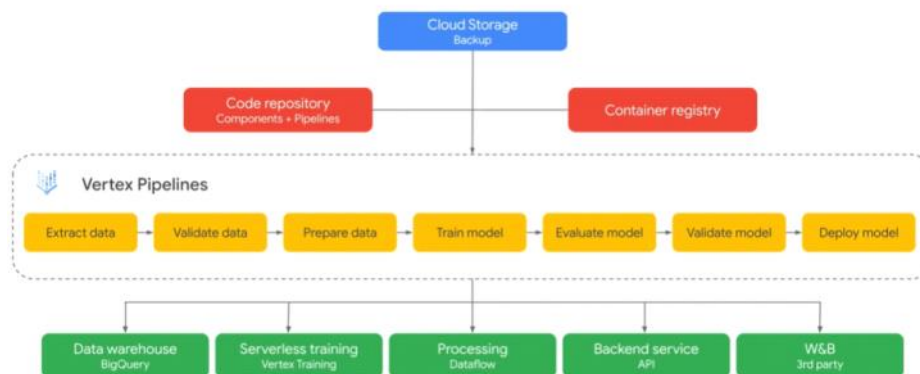 Cloud Storage
Backup
Code repository
Components + Pipelines
Container registry
Vertex Pipelines
Extract data
Validate data
Prepare data
Train model
Evaluate model
Validate model
Deploy model
Data warehouse
BigQuery
Serverless training
Vertex Training
Processing
Dataflow
Backend service
API
W&B
3rd party